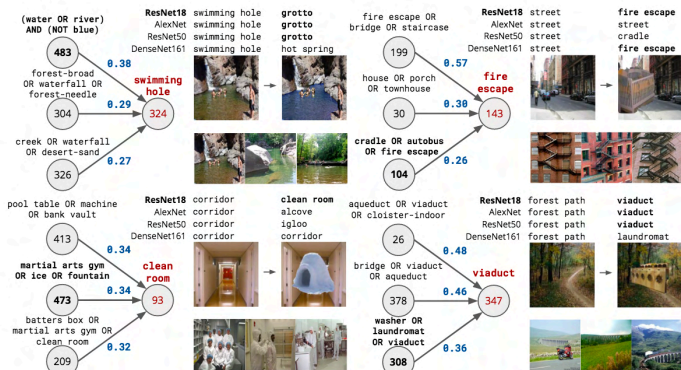 (water OR river)
AND (NOT blue)
483
0.38
forest-broad
OR waterfall OR
forest-needle
304
0.29
creek OR waterfall
OR desert-sand
326
0.27
swimming
hole
324
ResNet18 swimming hole grotto
AlexNet swimming hole grotto
ResNet50 swimming hole grotto
DenseNet161 swimming hole hot spring
fire escape OR
bridge OR staircase
199
0.57
house OR porch
OR townhouse
30
0.30
cradle OR autobus
OR fire escape
104
0.26
fire
escape
143
ResNet18 street fire escape
AlexNet street street
ResNet50 street cradle
DenseNet161 street fire escape
pool table OR machine
OR bank vault
413
0.34
martial arts gym
OR ice OR fountain
473
0.34
batters box OR
martial arts gym OR
clean room
209
0.32
clean
room
93
ResNet18 corridor clean room
AlexNet corridor alcove
ResNet50 corridor igloo
DenseNet161 corridor corridor
aqueduct OR viaduct
OR cloister-indoor
26
0.48
bridge OR viaduct
OR aqueduct
378
0.46
washer OR
laundromat
OR viaduct
308
0.36
viaduct
347
ResNet18 forest path viaduct
AlexNet forest path viaduct
ResNet50 forest path viaduct
DenseNet161 forest path laundromat